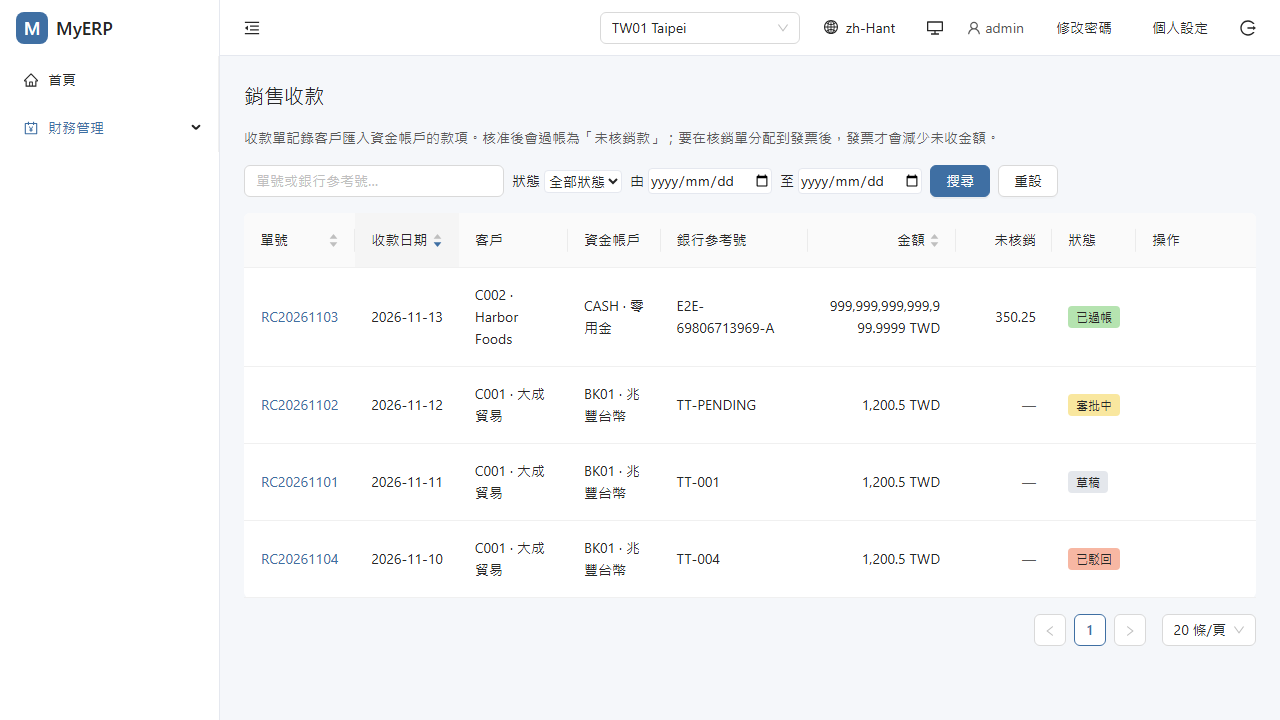 M MyERP
TW01 Taipei
zh-Hant
admin
修改密碼
個人設定
首頁
財務管理
銷售收款
收款單記錄客戶匯入資金帳戶的款項。核准後會過帳為「未核銷款」；要在核銷單分配到發票後，發票才會減少未收金額。
單號或銀行參考號... 狀態 全部狀態 由 yyyy/mm/dd 至 yyyy/mm/dd 搜尋 重設
單號 收款日期 客戶 資金帳戶 銀行參考號 金額 未核銷 狀態 操作
RC20261103 2026-11-13 C002 · Harbor Foods CASH · 零用金 E2E-69806713969-A 999,999,999,999,999.9999 TWD 350.25 已過帳
RC20261102 2026-11-12 C001 · 大成貿易 BK01 · 兆豐台幣 TT-PENDING 1,200.5 TWD — 審批中
RC20261101 2026-11-11 C001 · 大成貿易 BK01 · 兆豐台幣 TT-001 1,200.5 TWD — 草稿
RC20261104 2026-11-10 C001 · 大成貿易 BK01 · 兆豐台幣 TT-004 1,200.5 TWD — 已駁回
1 20 條/頁